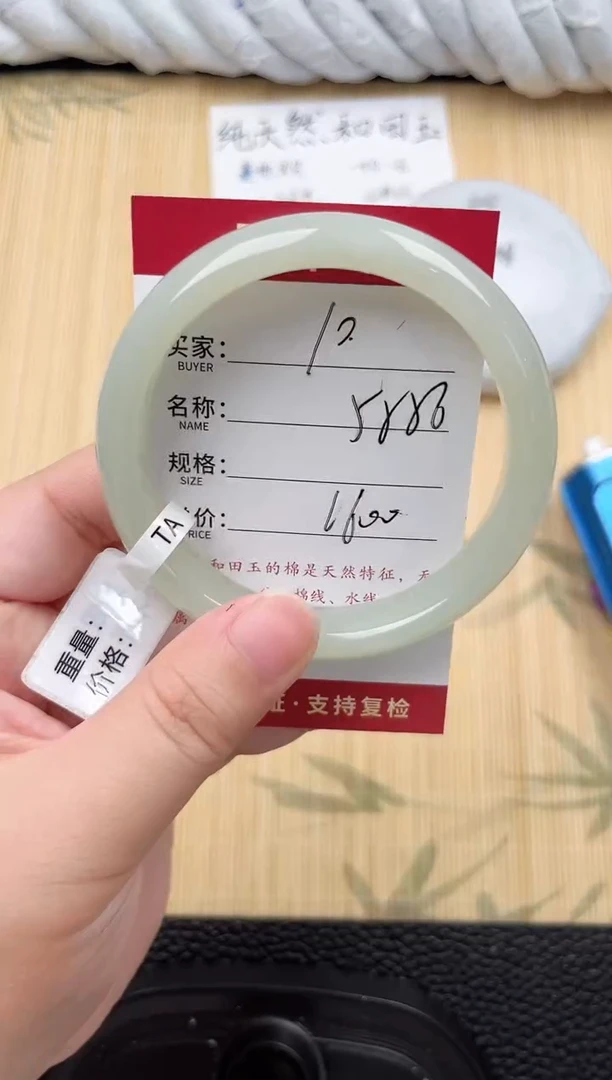 纯天然、和田玉
买家：12
BUYER
名称：
NAME
规格：
SIZE
价：1600
RICE
和田玉的棉是天然特征，
棉线、水线
证·支持复检
TA
重量：
价格：